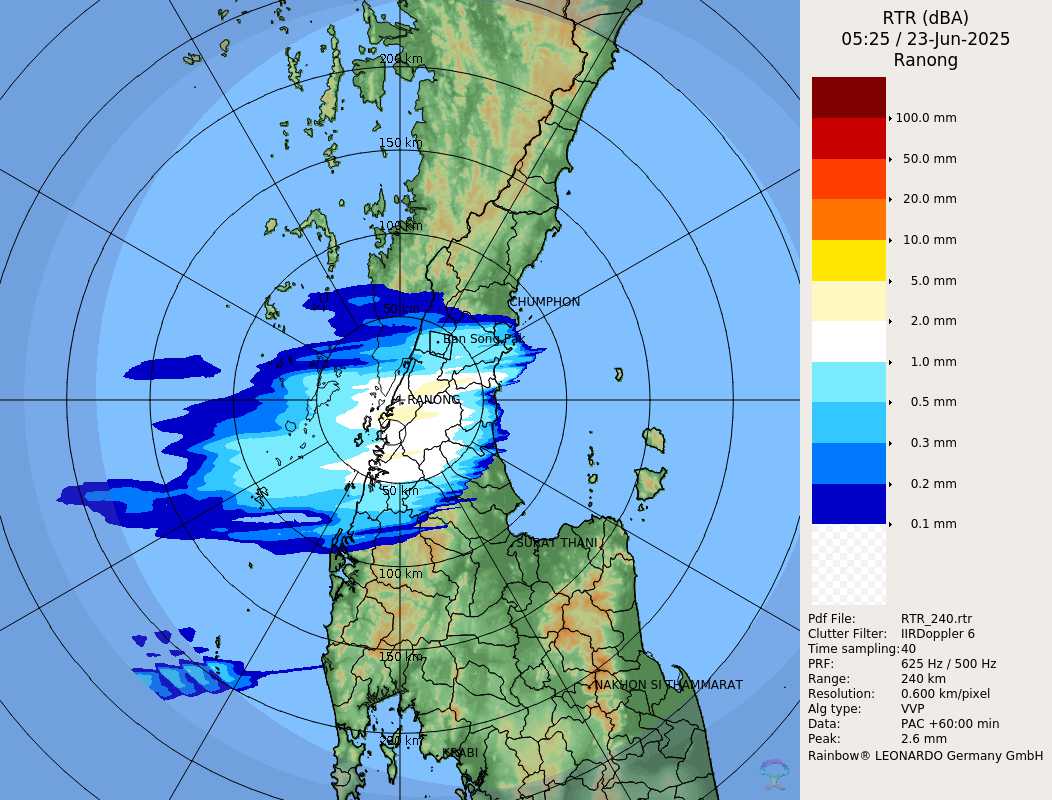 RTR (dBA)
05:25 / 23-Jun-2025
Ranong
100.0 mm
50.0 mm
20.0 mm
10.0 mm
5.0 mm
2.0 mm
1.0 mm
0.5 mm
0.3 mm
0.2 mm
0.1 mm
Pdf File: RTR_240.rtr
Clutter Filter: IIRDoppler 6
Time sampling:40
PRF: 625 Hz / 500 Hz
Range: 240 km
Resolution: 0.600 km/pixel
Alg type: VVP
Data: PAC +60:00 min
Peak: 2.6 mm
Rainbow® LEONARDO Germany GmbH
200 km
150 km
100 km
50 km
CHUMPHON
RANONG
50 km
SURAT THANI
100 km
150 km
NAKHON SI THAMMARAT
200 km
KRABI